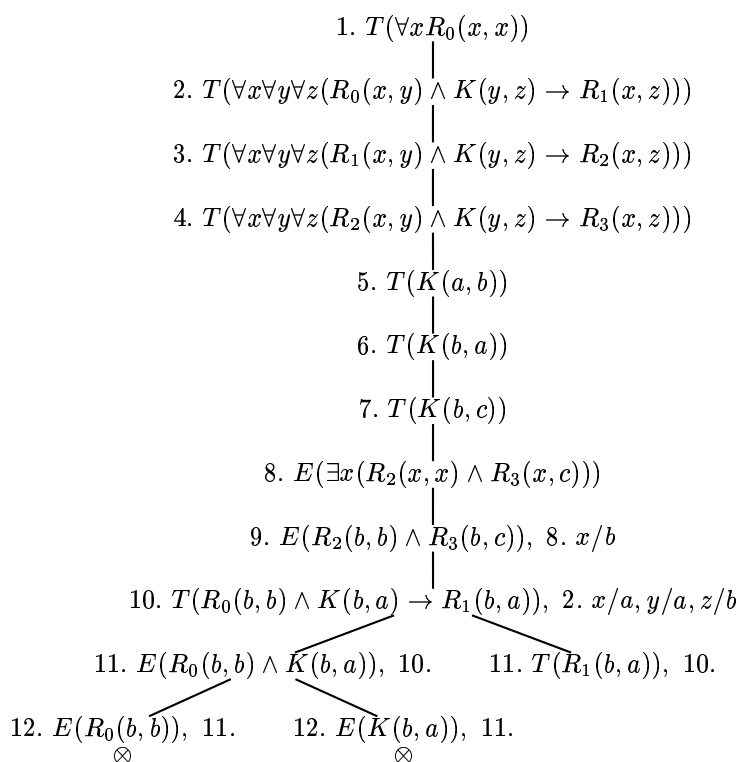 1. T(∀xR₀(x, x))
2. T(∀x∀y∀z(R₀(x, y) ∧ K(y, z) → R₁(x, z)))
3. T(∀x∀y∀z(R₁(x, y) ∧ K(y, z) → R₂(x, z)))
4. T(∀x∀y∀z(R₂(x, y) ∧ K(y, z) → R₃(x, z)))
5. T(K(a, b))
6. T(K(b, a))
7. T(K(b, c))
8. E(∃x(R₂(x, x) ∧ R₃(x, c)))
9. E(R₂(b, b) ∧ R₃(b, c)), 8. x/b
10. T(R₀(b, b) ∧ K(b, a) → R₁(b, a)), 2. x/a, y/a, z/b
11. E(R₀(b, b) ∧ K(b, a)), 10. 11. T(R₁(b, a)), 10.
12. E(R₀(b, b)), 11. 12. E(K(b, a)), 11.
⊗ ⊗